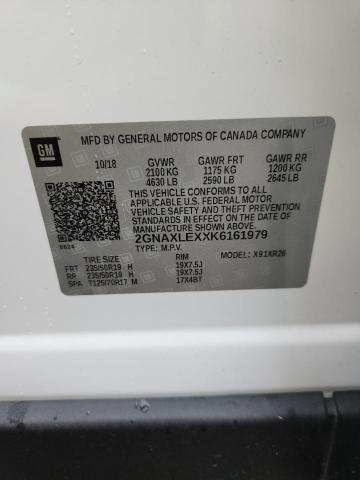 GM
MFD BY GENERAL MOTORS OF CANADA COMPANY
10/18 GVWR GAWR FRT GAWR RR
2100 KG 1175 KG 1200 KG
4630 LB 2590 LB 2645 LB
THIS VEHICLE CONFORMS TO ALL
APPLICABLE U.S. FEDERAL MOTOR
VEHICLE SAFETY AND THEFT PREVENTION
STANDARDS IN EFFECT ON THE DATE OF
MANUFACTURE SHOWN ABOVE.
2GNAXLEXXK6161979
TYPE: M.P.V. MODEL: X91XR26
TIRE SIZE RIM
FRT 235/50R19 H 19X7.5J
RR 235/50R19 H 19X7.5J
SPA T125/70R17 M 17X4BT